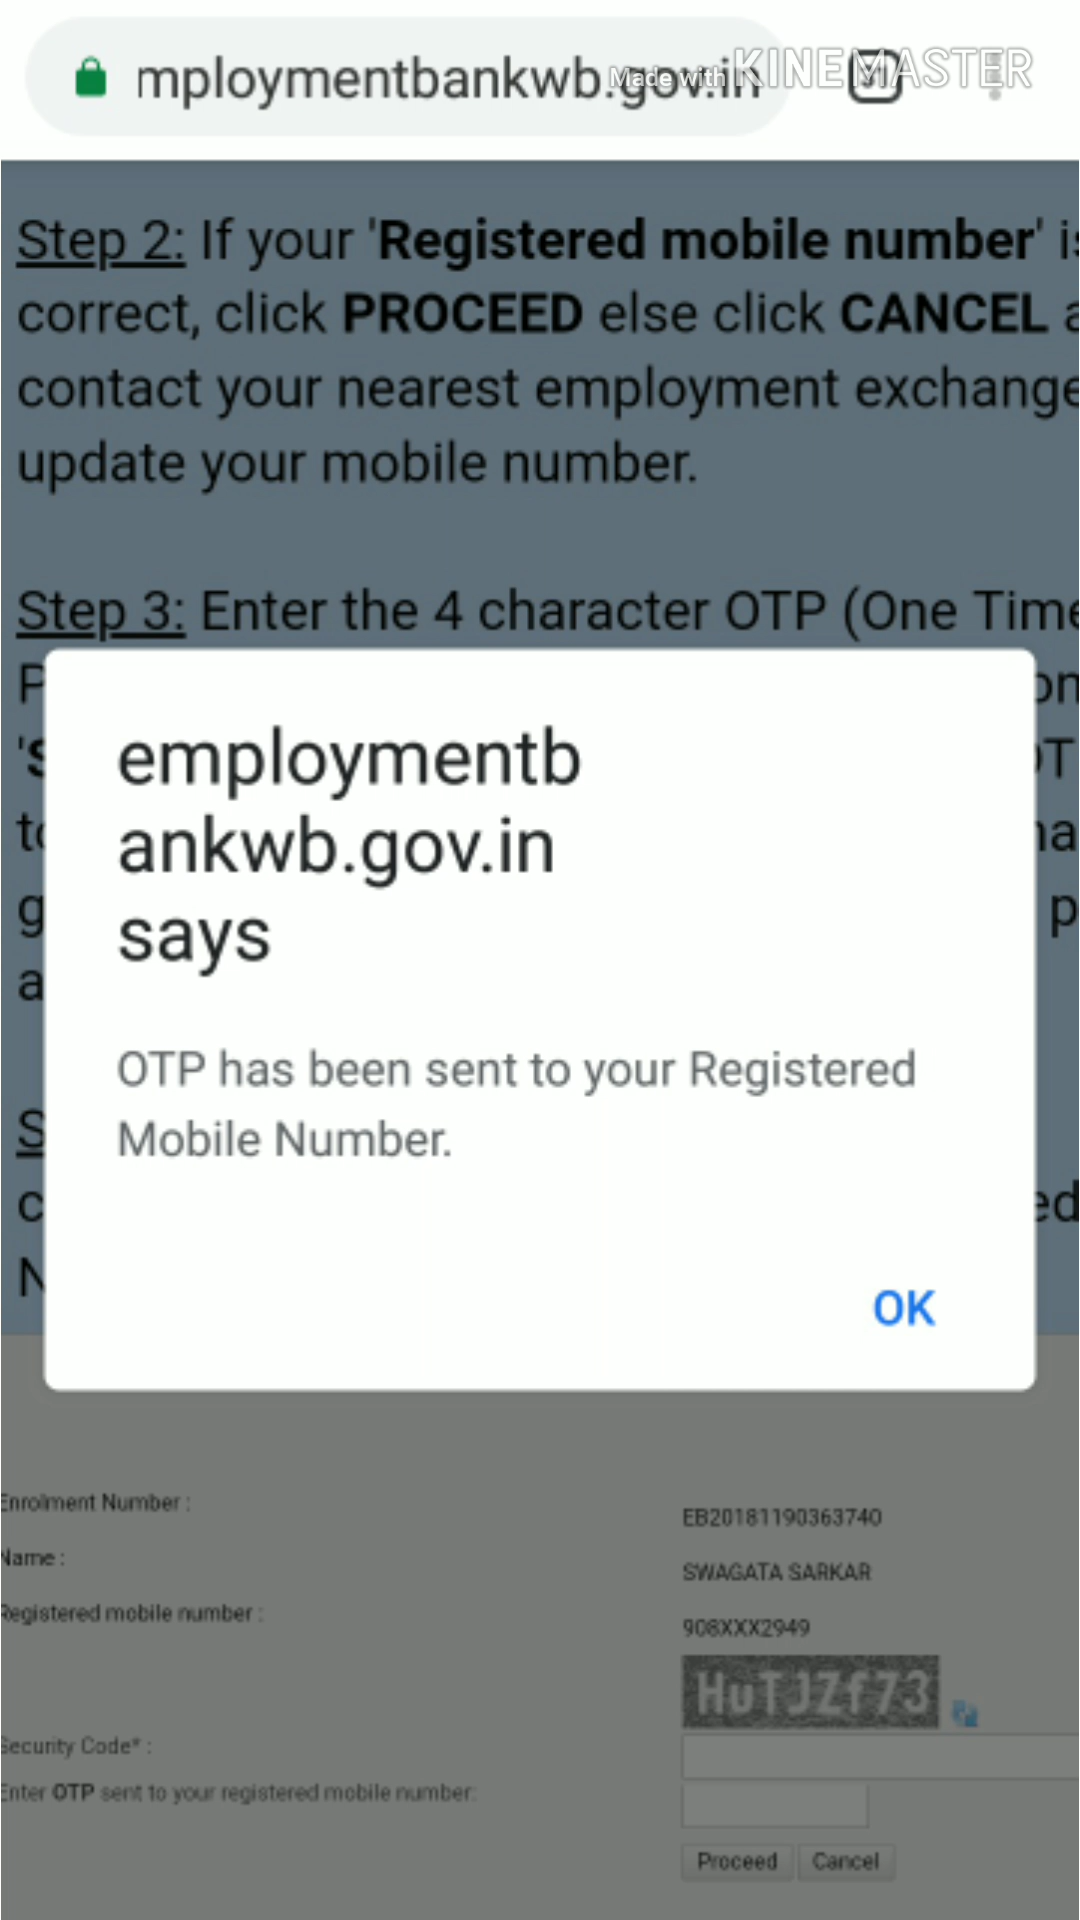 mploymentbankwb.gov.in
Made with KINEMASTER
Step 2: If your 'Registered mobile number' is
correct, click PROCEED else click CANCEL a
contact your nearest employment exchange
update your mobile number.
Step 3: Enter the 4 character OTP (One Time
employmentb
ankwb.gov.in
says
OTP has been sent to your Registered
Mobile Number.
OK
Enrolment Number :
EB20181190363740
Name :
SWAGATA SARKAR
Registered mobile number :
908XXX2949
HuTJZf73
Security Code* :
Enter OTP sent to your registered mobile number:
Proceed Cancel